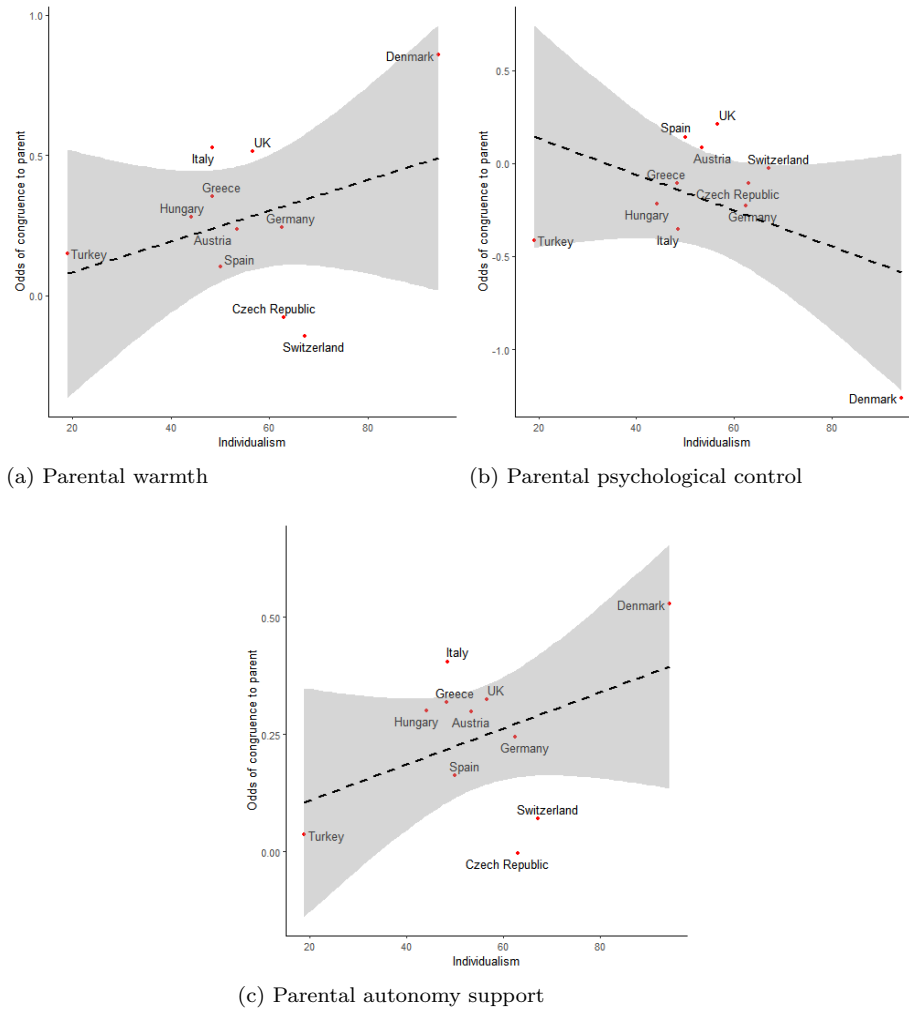 1.0
0.5
0.0
Odds of congruence to parent
Denmark
UK
Italy
Greece
Hungary
Germany
Austria
Turkey
Spain
Czech Republic
Switzerland
20 40 60 80
Individualism
(a) Parental warmth
0.5
0.0
-0.5
-1.0
Odds of congruence to parent
UK
Spain
Austria
Switzerland
Greece
Czech Republic
Hungary
Germany
Turkey
Italy
Denmark
20 40 60 80
Individualism
(b) Parental psychological control
0.50
0.25
0.00
Odds of congruence to parent
Denmark
Italy
Greece
UK
Hungary
Austria
Germany
Spain
Switzerland
Turkey
Czech Republic
20 40 60 80
Individualism
(c) Parental autonomy support